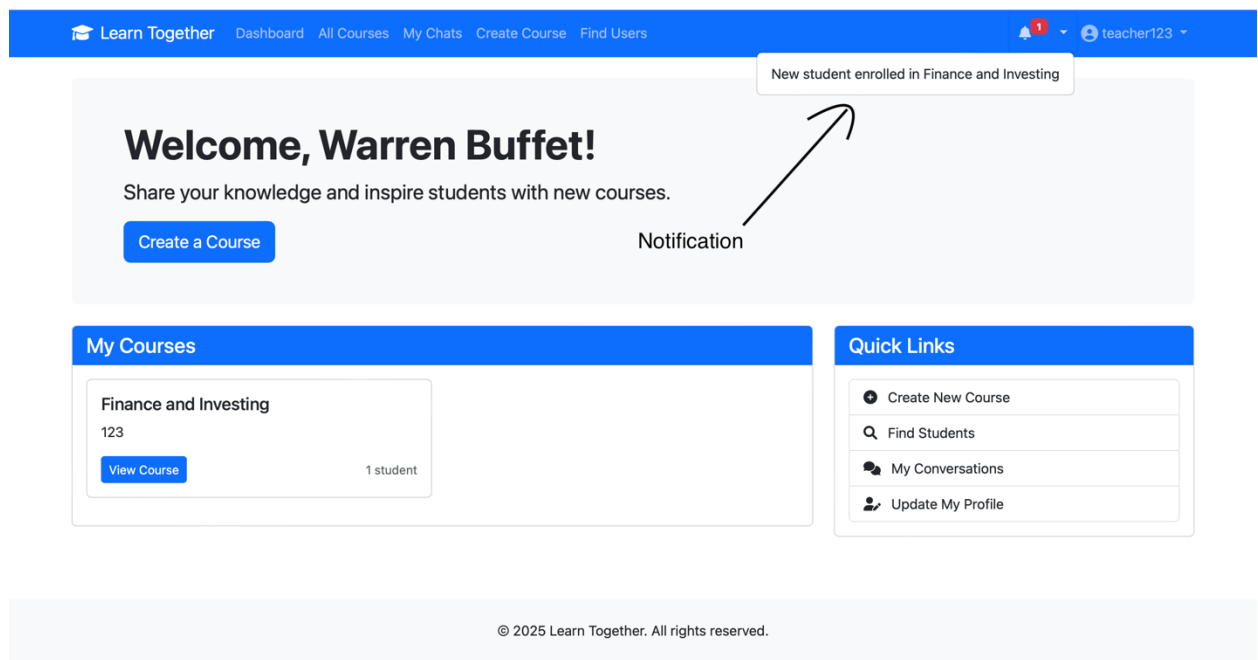 Learn Together Dashboard All Courses My Chats Create Course Find Users 1 teacher123
New student enrolled in Finance and Investing
Welcome, Warren Buffet!
Share your knowledge and inspire students with new courses.
Create a Course
Notification
My Courses
Finance and Investing
123
View Course 1 student
Quick Links
Create New Course
Find Students
My Conversations
Update My Profile
© 2025 Learn Together. All rights reserved.